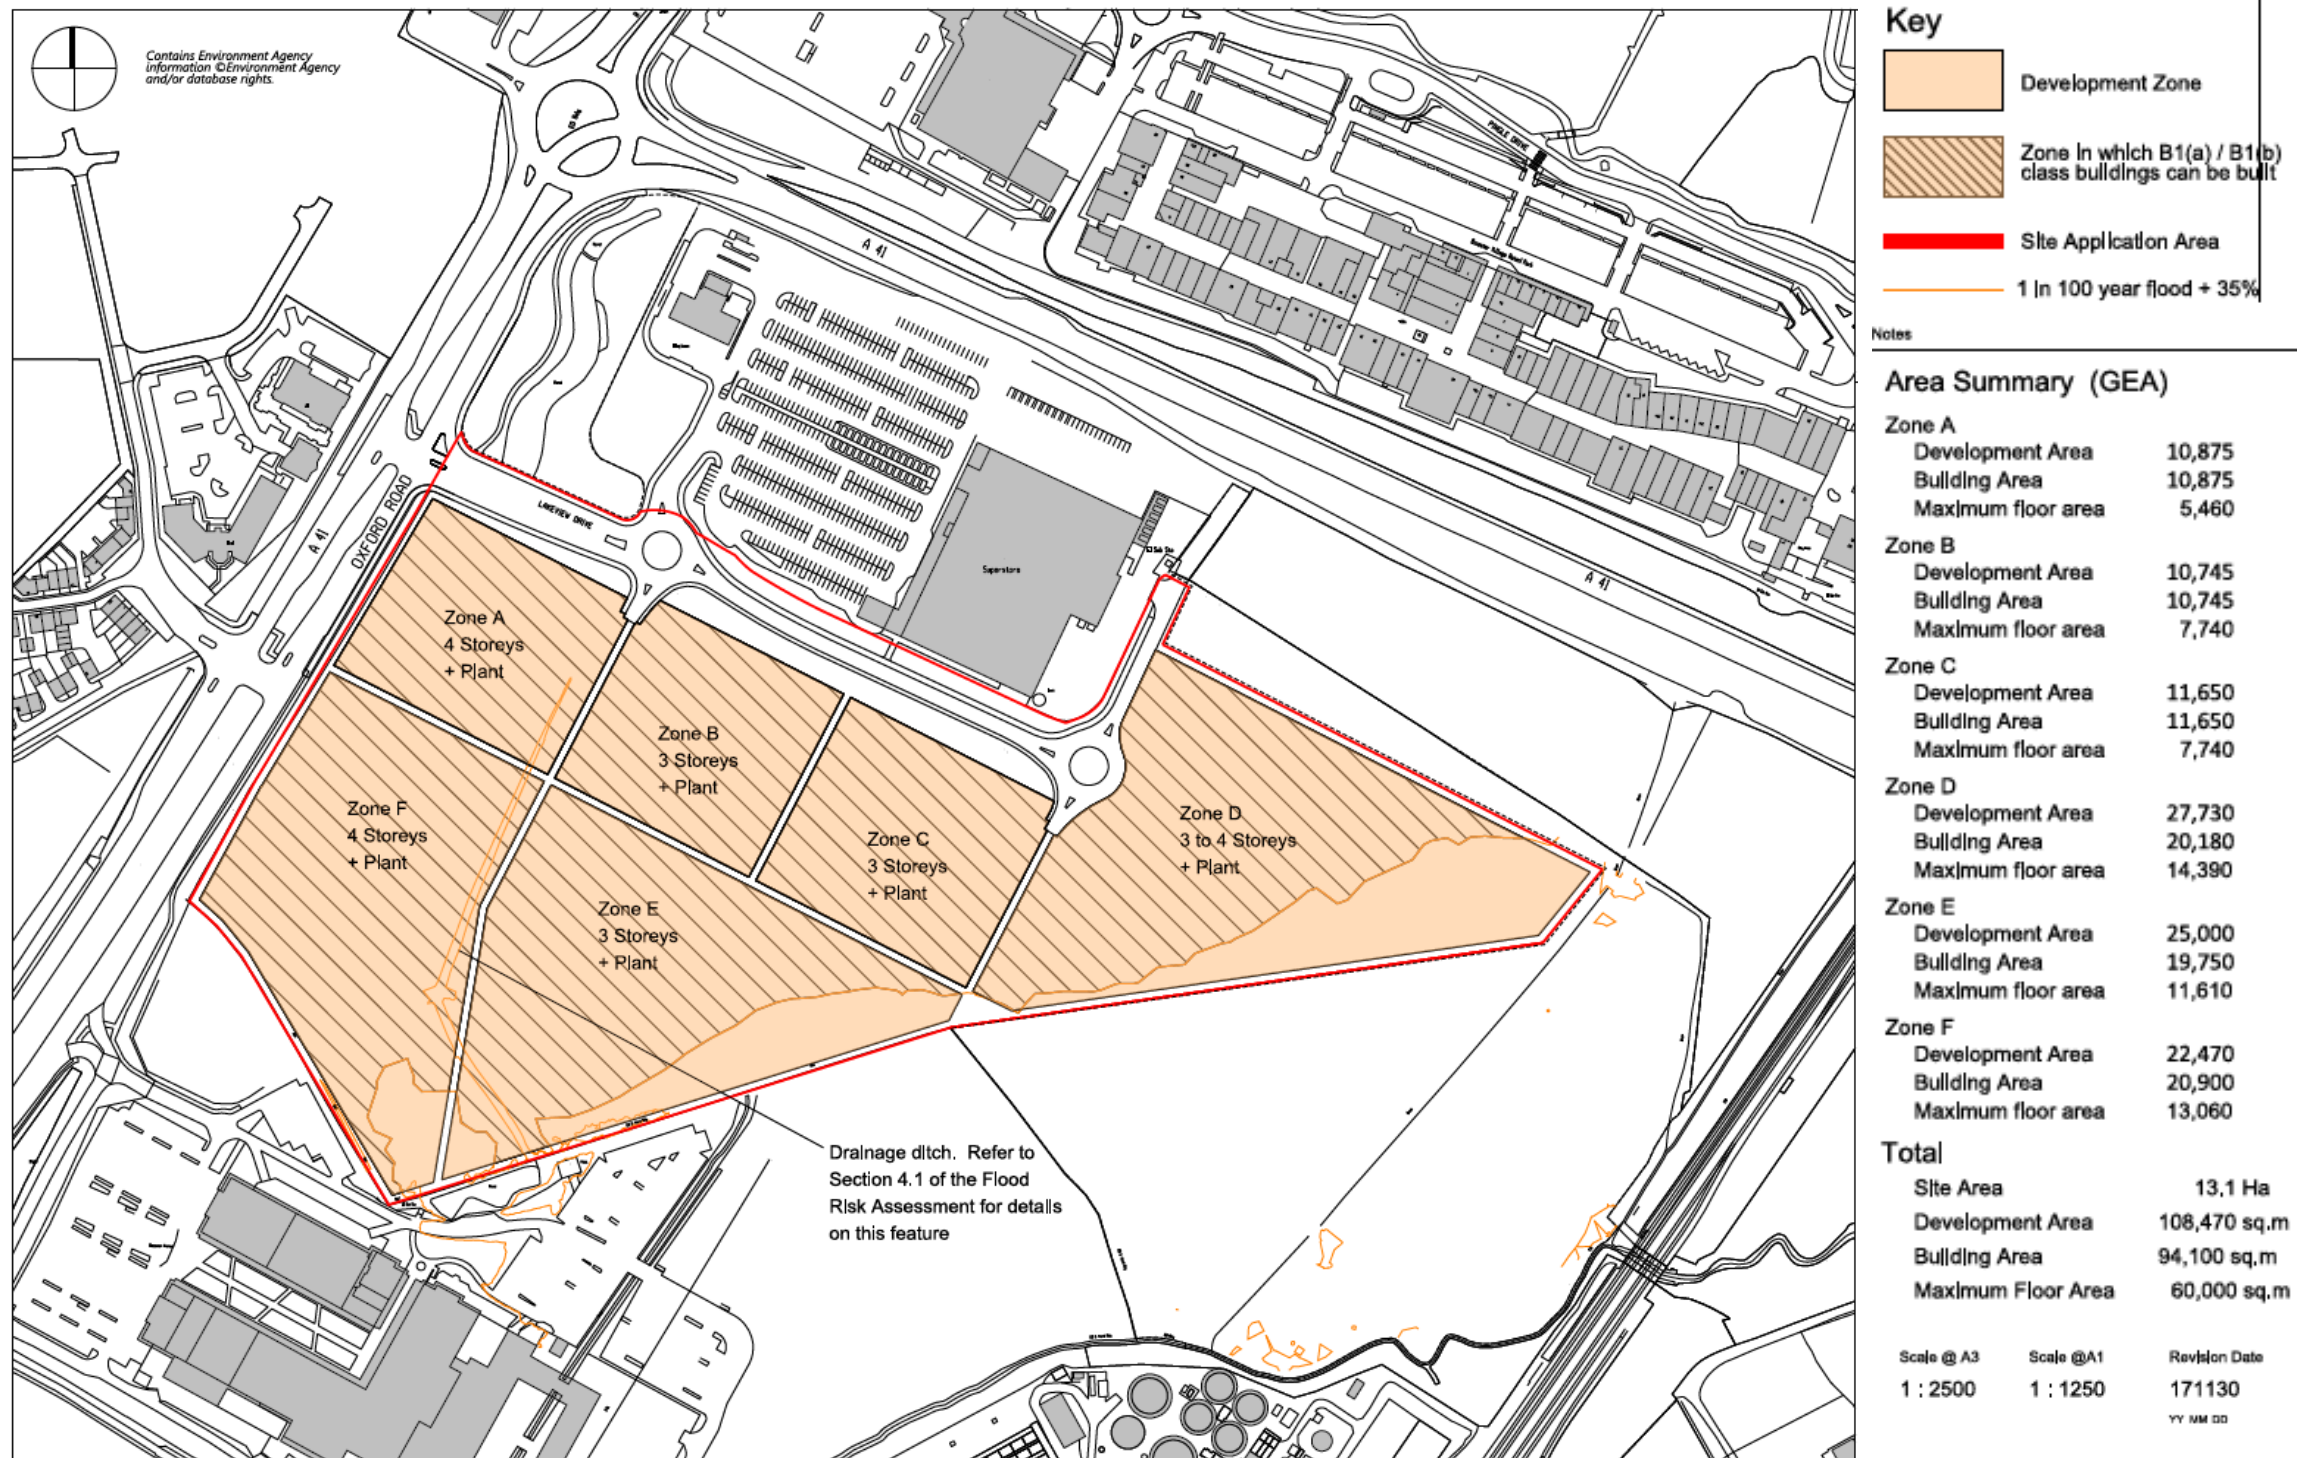 Contains Environment Agency
information ©Environment Agency
and/or database rights.
A 41
PINGLE DRIVE
Bicester Village Retail Park
OXFORD ROAD
A 41
LAKEVIEW DRIVE
Superstore
El Sub Sta
A 41
Zone A
4 Storeys
+ Plant
Zone B
3 Storeys
+ Plant
Zone C
3 Storeys
+ Plant
Zone D
3 to 4 Storeys
+ Plant
Zone E
3 Storeys
+ Plant
Zone F
4 Storeys
+ Plant
Drainage ditch. Refer to
Section 4.1 of the Flood
Risk Assessment for details
on this feature
Key
Development Zone
Zone in which B1(a) / B1(b)
class buildings can be built
Site Application Area
1 in 100 year flood + 35%
Notes
Area Summary (GEA)
Zone A
Development Area 10,875
Building Area 10,875
Maximum floor area 5,460
Zone B
Development Area 10,745
Building Area 10,745
Maximum floor area 7,740
Zone C
Development Area 11,650
Building Area 11,650
Maximum floor area 7,740
Zone D
Development Area 27,730
Building Area 20,180
Maximum floor area 14,390
Zone E
Development Area 25,000
Building Area 19,750
Maximum floor area 11,610
Zone F
Development Area 22,470
Building Area 20,900
Maximum floor area 13,060
Total
Site Area 13.1 Ha
Development Area 108,470 sq.m
Building Area 94,100 sq.m
Maximum Floor Area 60,000 sq.m
Scale @ A3 Scale @A1 Revision Date
1 : 2500 1 : 1250 171130
YY MM DD